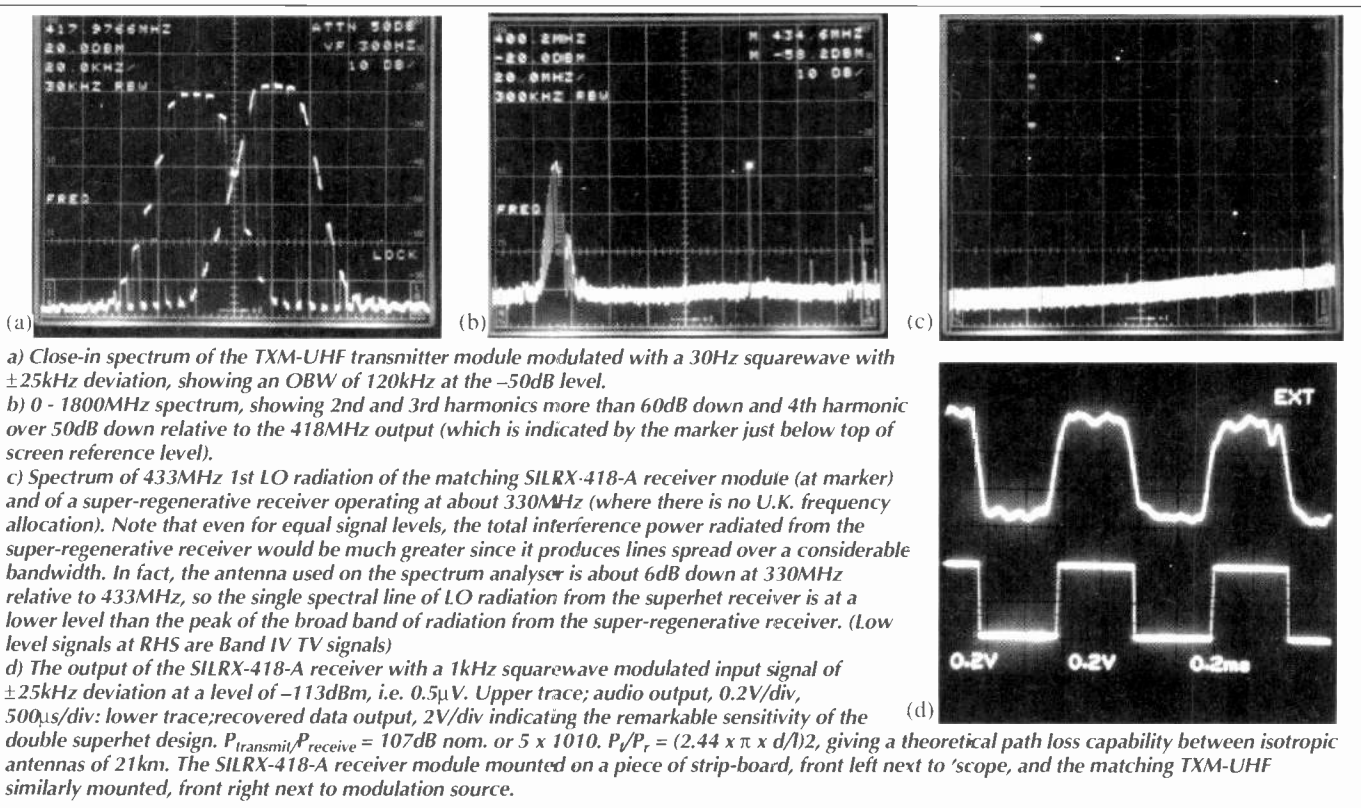 417.9766MHZ ATTN 50DB
20.0DBM VF 300HZ
20.0KHZ/ 10 DB/
30KHZ RBW
FREQ
LOCK
(a)
400.2MHZ M 434.6MHZ
-20.0DBM M -58.2DBM
20.0MHZ/ 10 DB/
300KHZ RBW
FREQ
(b)
(c)
a) Close-in spectrum of the TXM-UHF transmitter module modulated with a 30Hz squarewave with
±25kHz deviation, showing an OBW of 120kHz at the –50dB level.
b) 0 - 1800MHz spectrum, showing 2nd and 3rd harmonics more than 60dB down and 4th harmonic
over 50dB down relative to the 418MHz output (which is indicated by the marker just below top of
screen reference level).
c) Spectrum of 433MHz 1st LO radiation of the matching SILRX-418-A receiver module (at marker)
and of a super-regenerative receiver operating at about 330MHz (where there is no U.K. frequency
allocation). Note that even for equal signal levels, the total interference power radiated from the
super-regenerative receiver would be much greater since it produces lines spread over a considerable
bandwidth. In fact, the antenna used on the spectrum analyser is about 6dB down at 330MHz
relative to 433MHz, so the single spectral line of LO radiation from the superhet receiver is at a
lower level than the peak of the broad band of radiation from the super-regenerative receiver. (Low
level signals at RHS are Band IV TV signals)
d) The output of the SILRX-418-A receiver with a 1kHz squarewave modulated input signal of
±25kHz deviation at a level of –113dBm, i.e. 0.5µV. Upper trace; audio output, 0.2V/div,
500µs/div: lower trace;recovered data output, 2V/div indicating the remarkable sensitivity of the
double superhet design. Ptransmit/Preceive = 107dB nom. or 5 x 1010. Pt/Pr = (2.44 x π x d/l)2, giving a theoretical path loss capability between isotropic
antennas of 21km. The SILRX-418-A receiver module mounted on a piece of strip-board, front left next to 'scope, and the matching TXM-UHF
similarly mounted, front right next to modulation source.
EXT
0.2V 0.2V 0.2ms
(d)